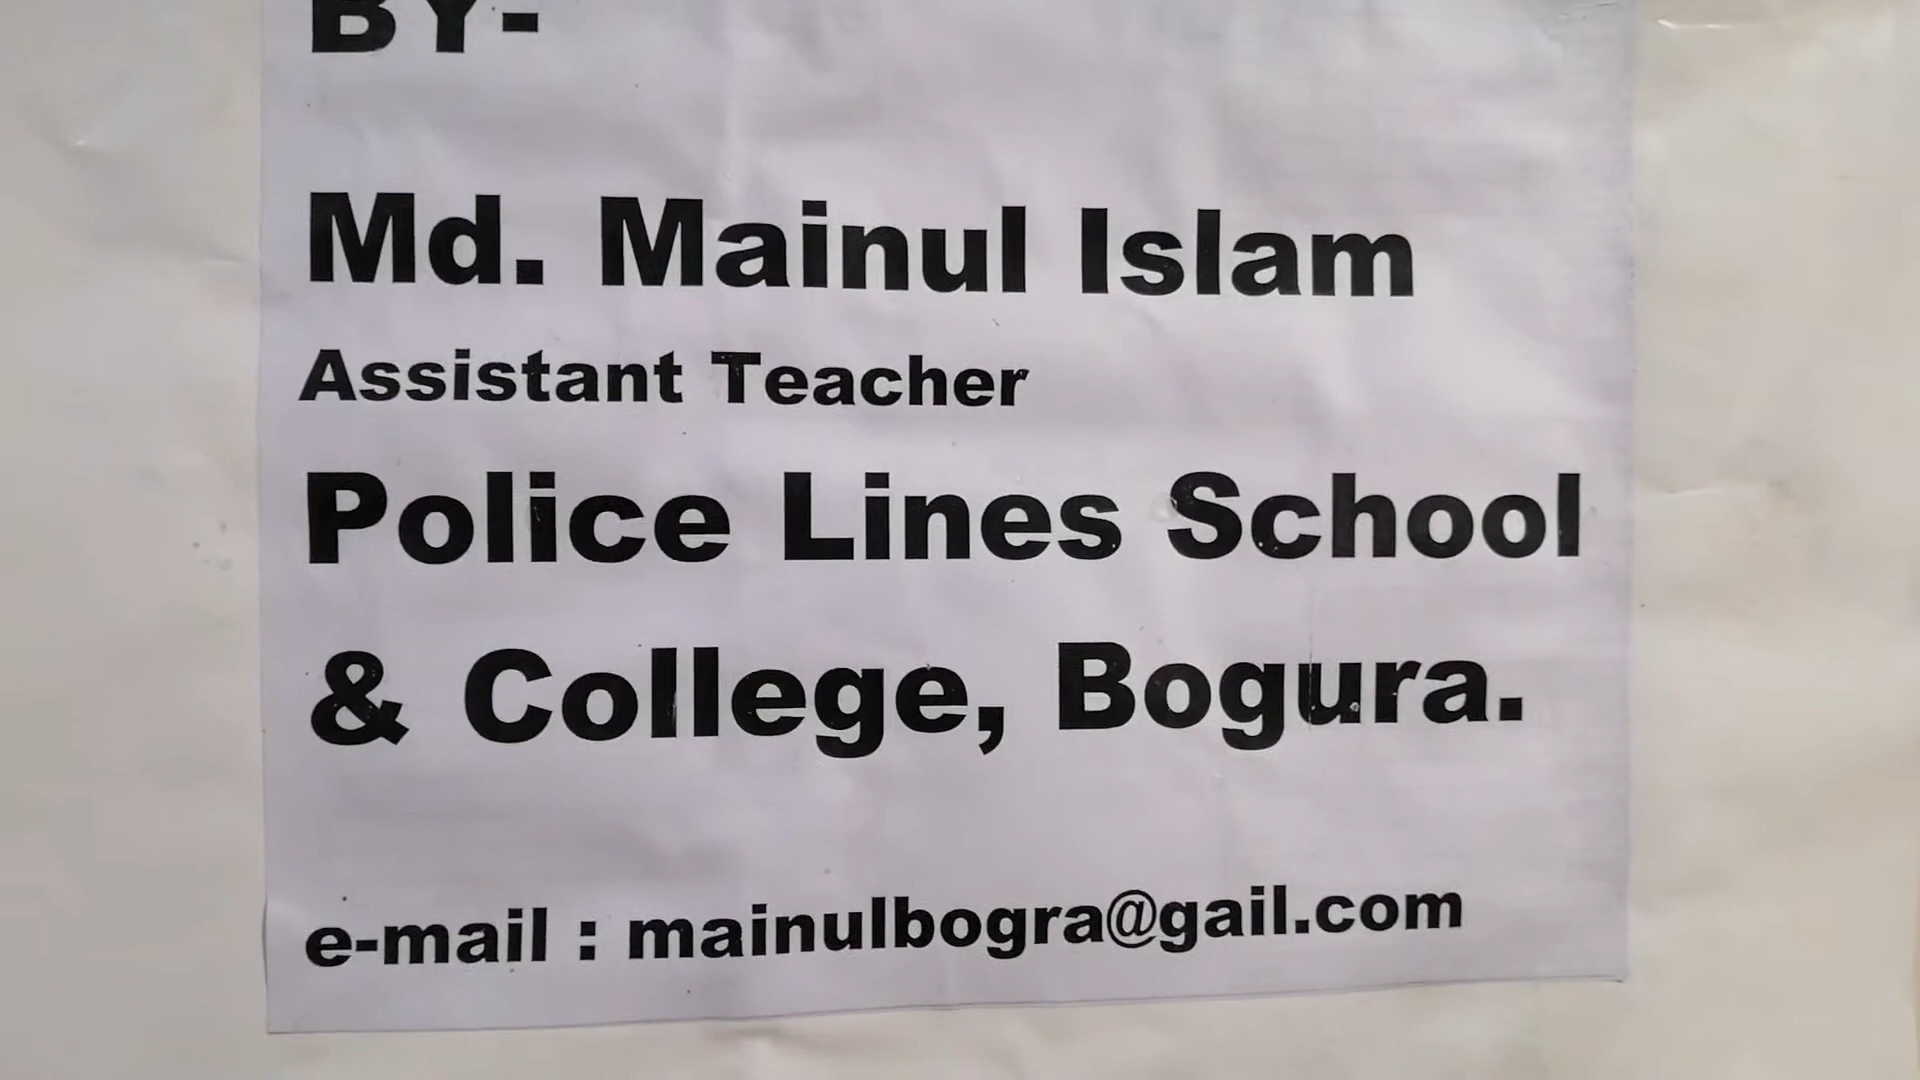 BY-
Md. Mainul Islam
Assistant Teacher
Police Lines School
& College, Bogura.
e-mail : mainulbogra@gail.com